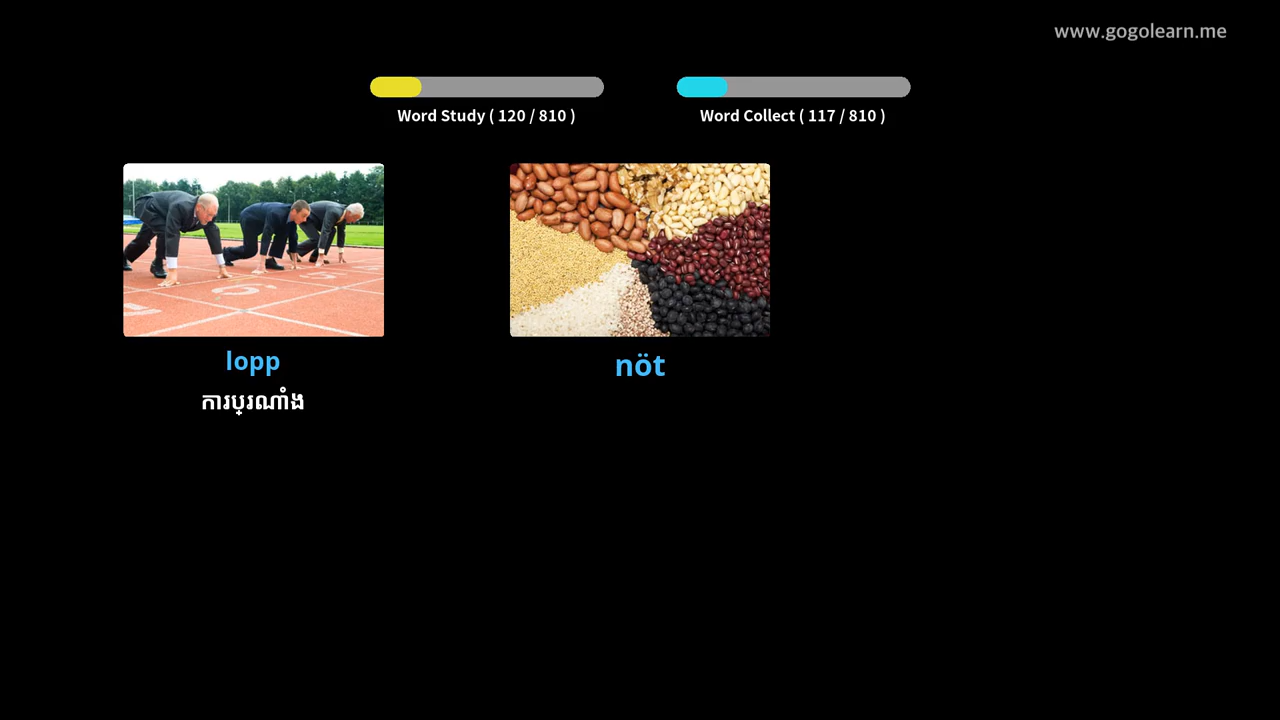 www.gogolearn.me
Word Study ( 120 / 810 )
Word Collect ( 117 / 810 )
lopp
ការប្រណាំង
nöt